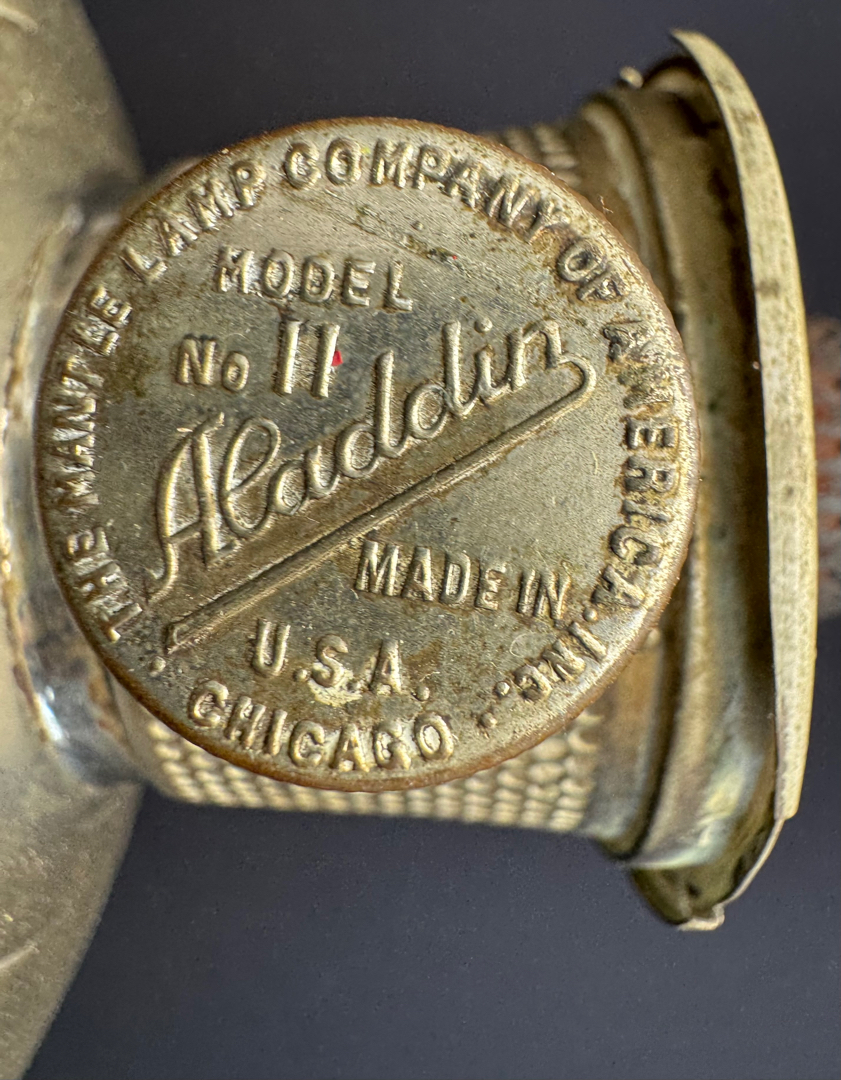 THE MANTLE LAMP COMPANY OF AMERICA, INC.
MODEL
No 11
Aladdin
MADE IN
U.S.A.
CHICAGO